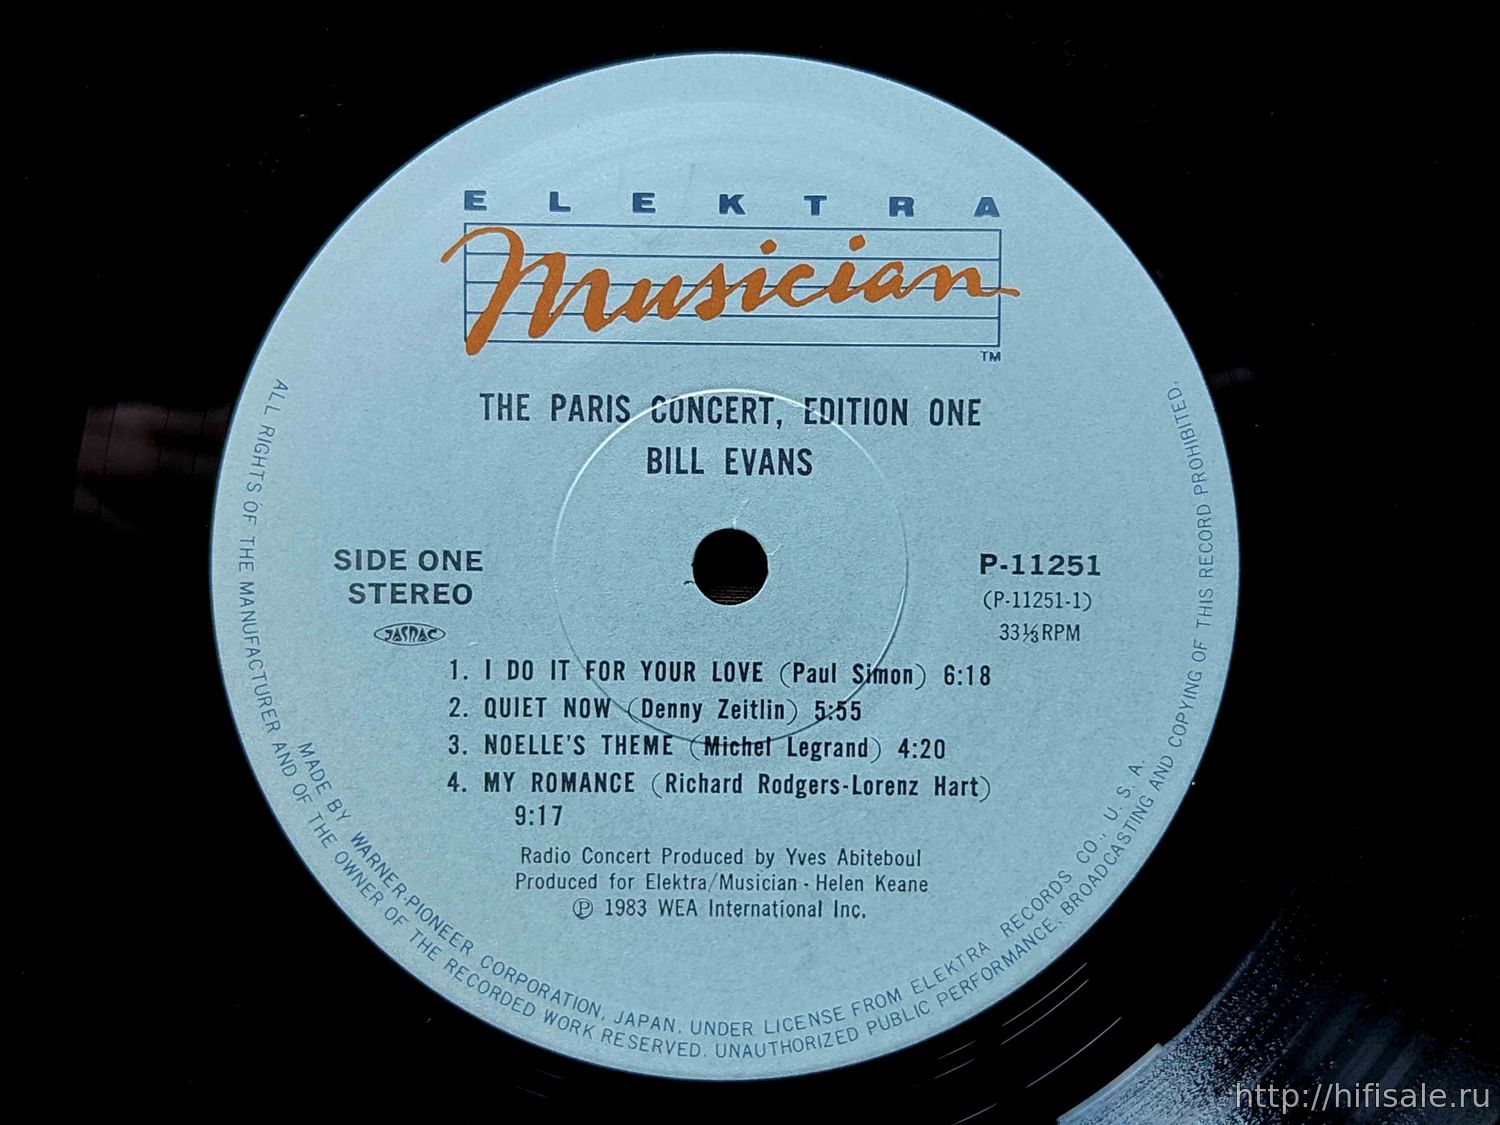 ELEKTRA
Musician
TM
THE PARIS CONCERT, EDITION ONE
BILL EVANS
SIDE ONE
STEREO
JASRAC
P-11251
(P-11251-1)
33⅓RPM
1. I DO IT FOR YOUR LOVE (Paul Simon) 6:18
2. QUIET NOW (Denny Zeitlin) 5:55
3. NOELLE'S THEME (Michel Legrand) 4:20
4. MY ROMANCE (Richard Rodgers-Lorenz Hart)
9:17
Radio Concert Produced by Yves Abiteboul
Produced for Elektra/Musician - Helen Keane
Ⓟ 1983 WEA International Inc.
MADE BY WARNER-PIONEER CORPORATION, JAPAN. UNDER LICENSE FROM ELEKTRA RECORDS CO., U.S.A.
ALL RIGHTS OF THE MANUFACTURER AND OF THE OWNER OF THE RECORDED WORK RESERVED. UNAUTHORIZED PUBLIC PERFORMANCE, BROADCASTING AND COPYING OF THIS RECORD PROHIBITED.
http://hifisale.ru